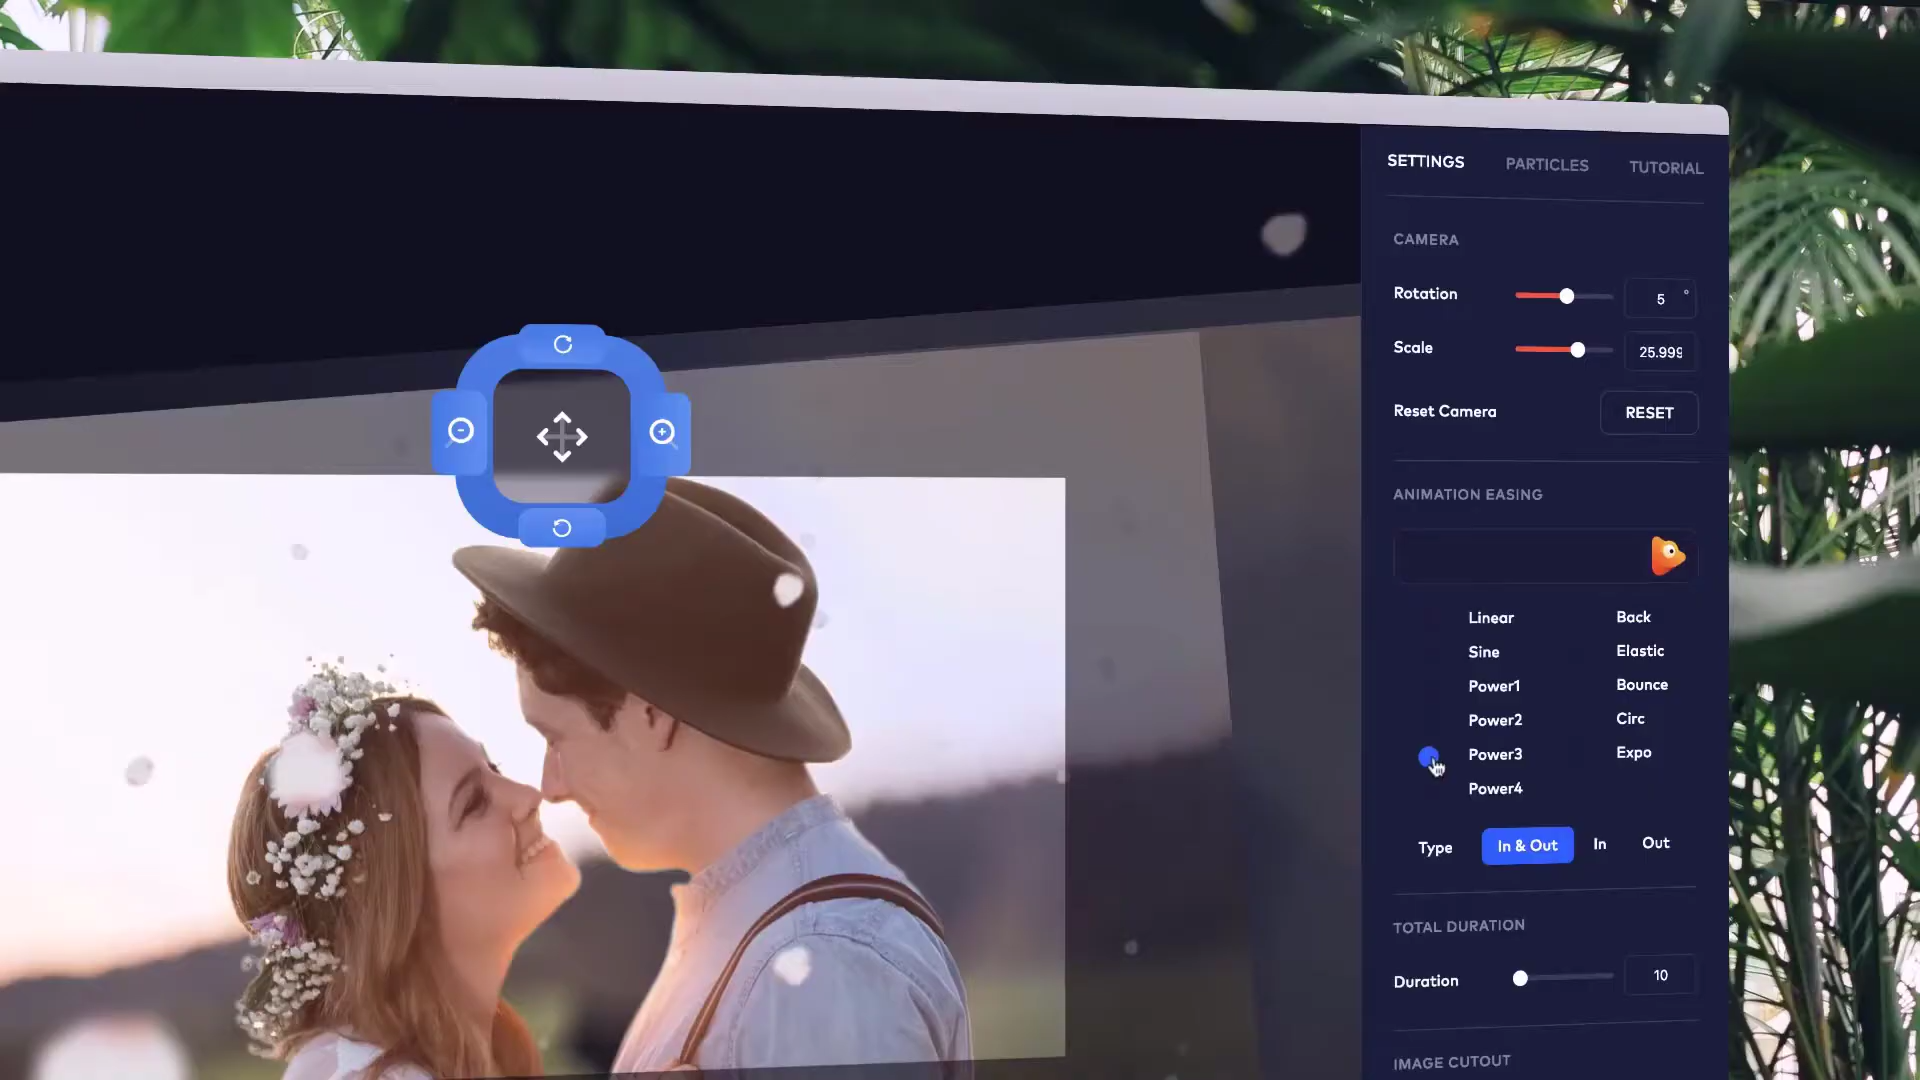 SETTINGS PARTICLES TUTORIAL
CAMERA
Rotation 5 °
Scale 25.999
Reset Camera RESET
ANIMATION EASING
Linear Back
Sine Elastic
Power1 Bounce
Power2 Circ
Power3 Expo
Power4
Type In & Out In Out
TOTAL DURATION
Duration 10
IMAGE CUTOUT